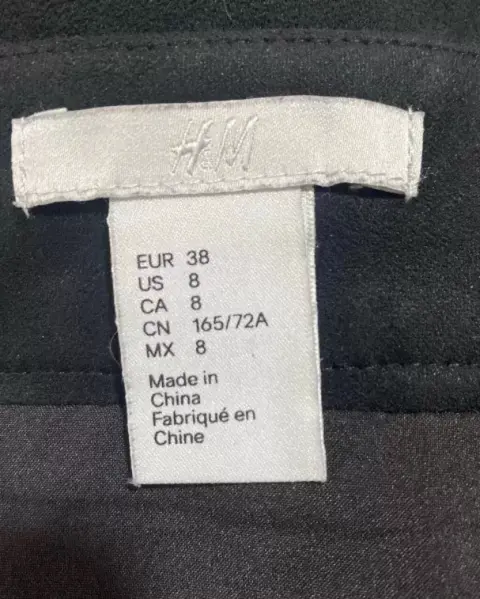 H&M
EUR 38
US 8
CA 8
CN 165/72A
MX 8
Made in
China
Fabriqué en
Chine